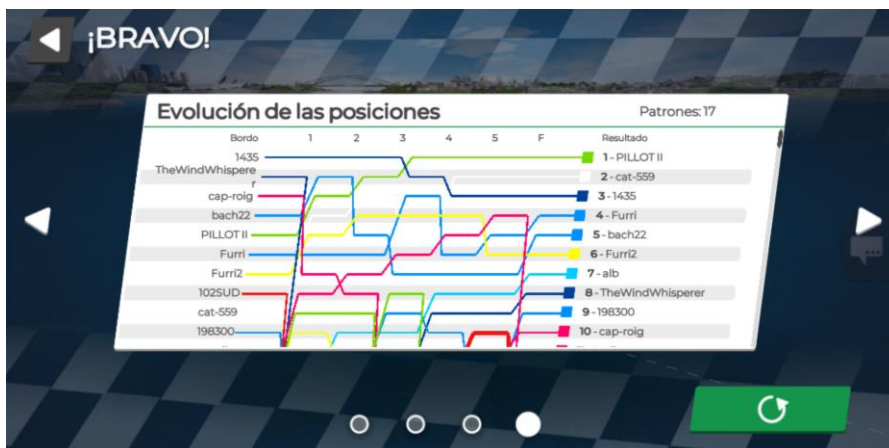 ¡BRAVO!
Evolución de las posiciones
Patrones: 17
Bordo 1 2 3 4 5 F Resultado
1435 1 - PILLOT II
TheWindWhispere
r 2 - cat-559
cap-roig 3 - 1435
bach22 4 - Furri
PILLOT II 5 - bach22
Furri 6 - Furri2
Furri2 7 - alb
102SUD 8 - TheWindWhisperer
cat-559 9 - 198300
198300 10 - cap-roig